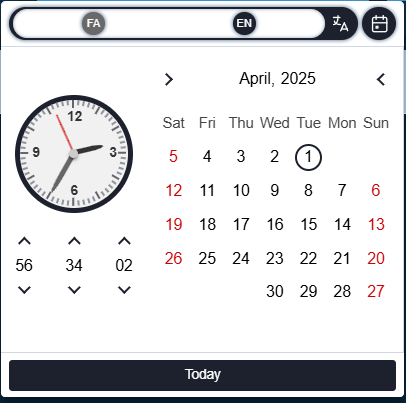 FA EN
April, 2025
Sat Fri Thu Wed Tue Mon Sun
5 4 3 2 1
12 11 10 9 8 7 6
19 18 17 16 15 14 13
26 25 24 23 22 21 20
30 29 28 27
12
9 3
6
56 34 02
Today